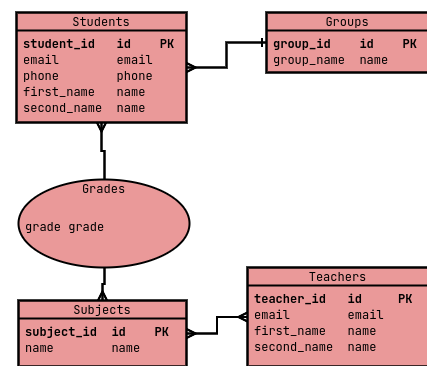 Students
student_id id PK
email email
phone phone
first_name name
second_name name
Groups
group_id id PK
group_name name
Grades
grade grade
Subjects
subject_id id PK
name name
Teachers
teacher_id id PK
email email
first_name name
second_name name